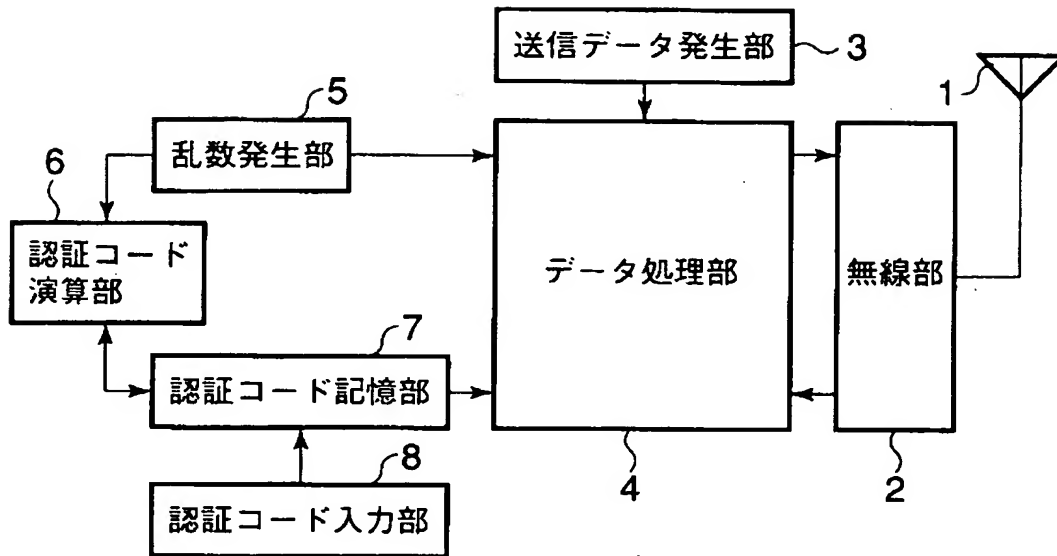 送信データ発生部
3
1
5
乱数発生部
6
認証コード
演算部
データ処理部
無線部
7
認証コード記憶部
4
2
8
認証コード入力部